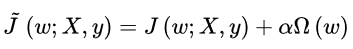 J̃ (w; X, y) = J (w; X, y) + αΩ (w)